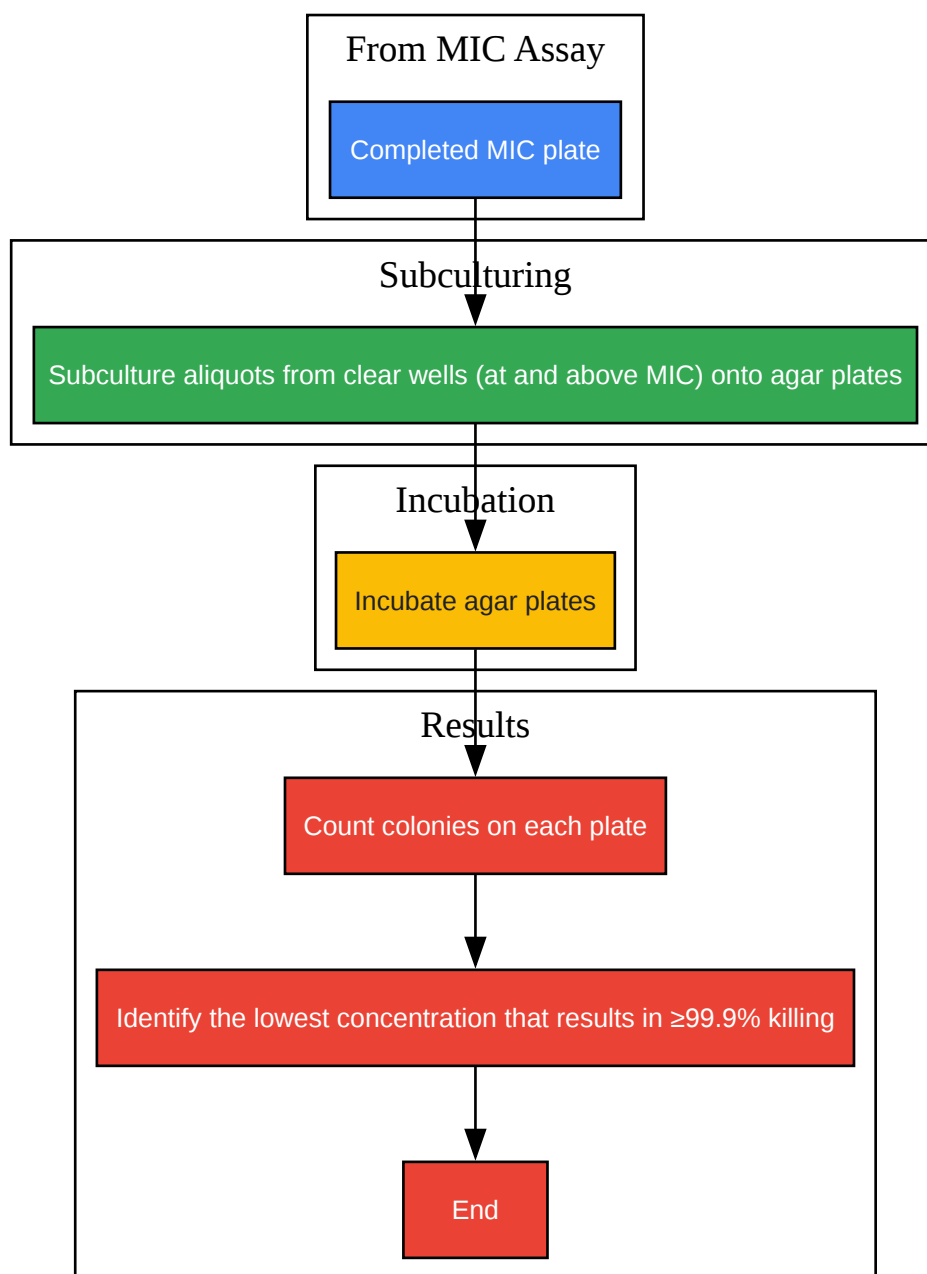 From MIC Assay
Completed MIC plate
Subculturing
Subculture aliquots from clear wells (at and above MIC) onto agar plates
Incubation
Incubate agar plates
Results
Count colonies on each plate
Identify the lowest concentration that results in ≥99.9% killing
End